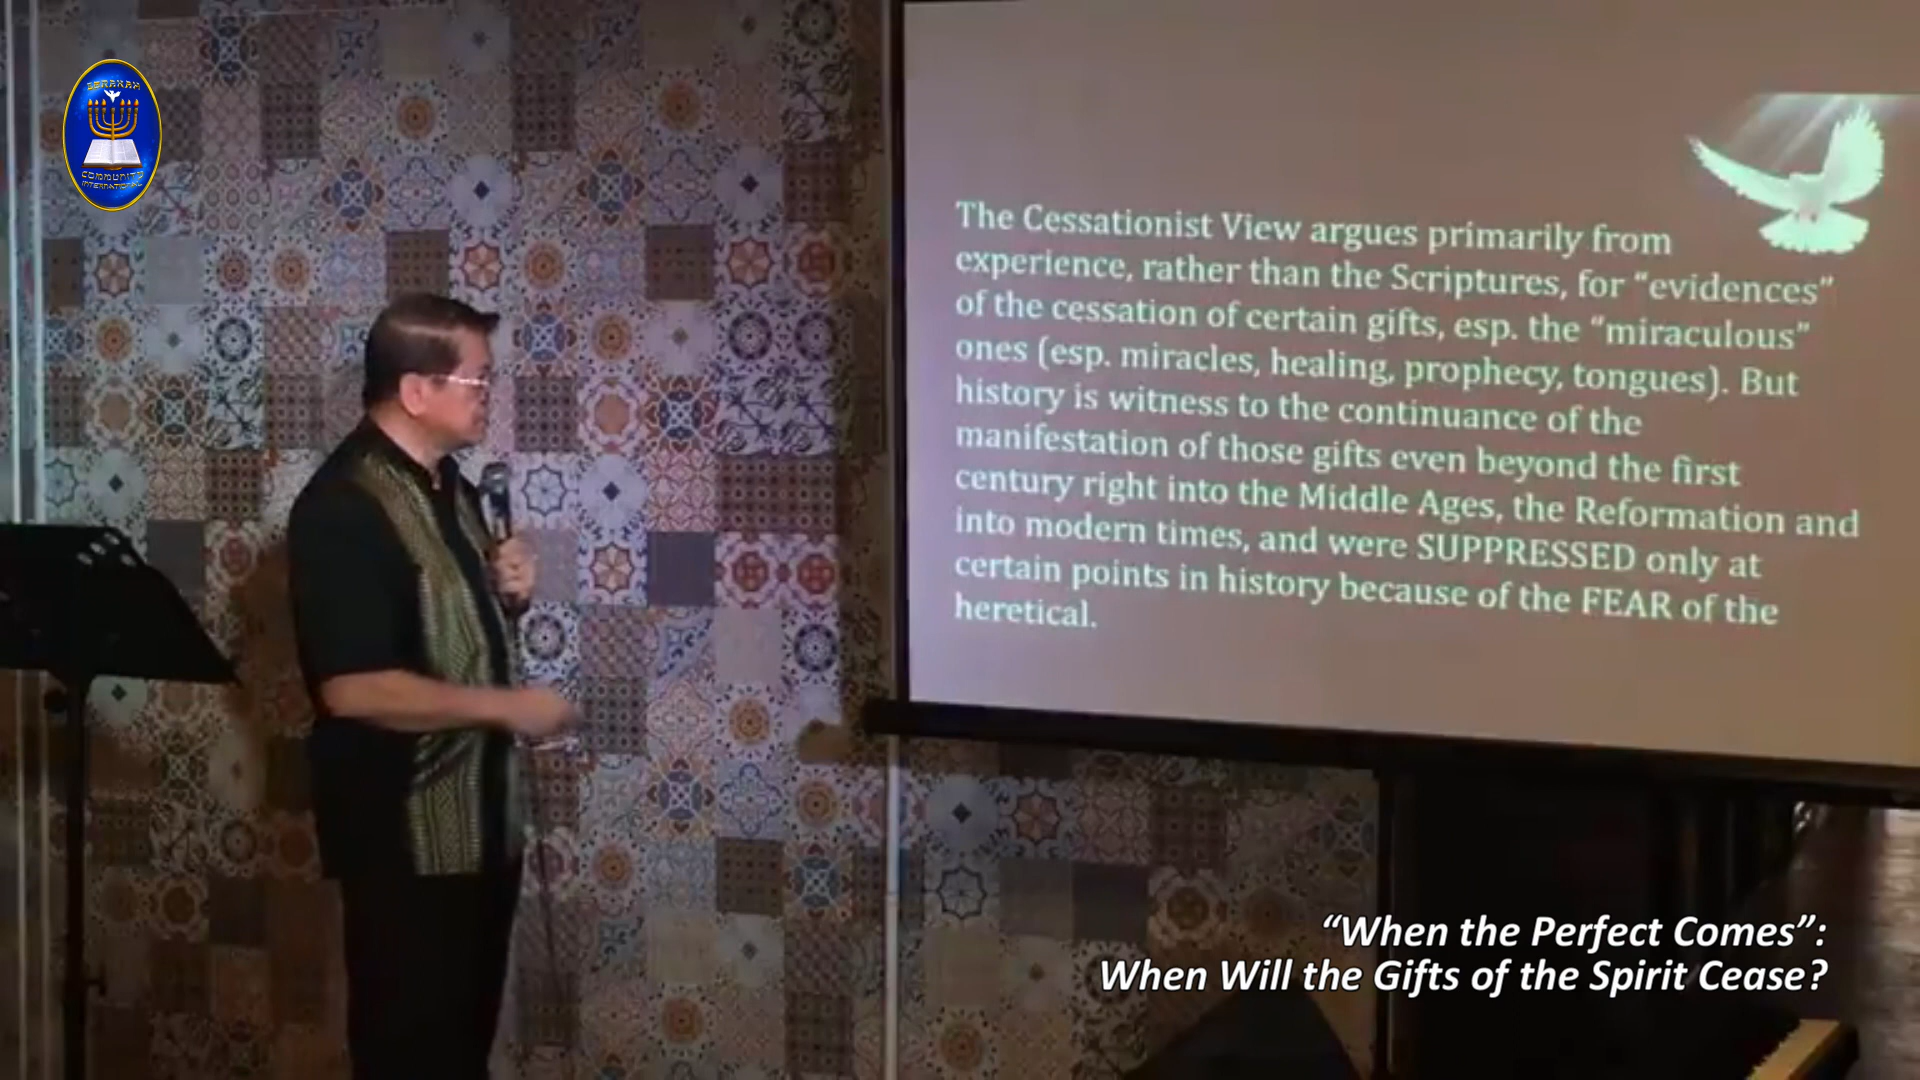 BERAKAH
COMMUNITY
INTERNATIONAL
The Cessationist View argues primarily from
experience, rather than the Scriptures, for “evidences”
of the cessation of certain gifts, esp. the “miraculous”
ones (esp. miracles, healing, prophecy, tongues). But
history is witness to the continuance of the
manifestation of those gifts even beyond the first
century right into the Middle Ages, the Reformation and
into modern times, and were SUPPRESSED only at
certain points in history because of the FEAR of the
heretical.
“When the Perfect Comes”:
When Will the Gifts of the Spirit Cease?